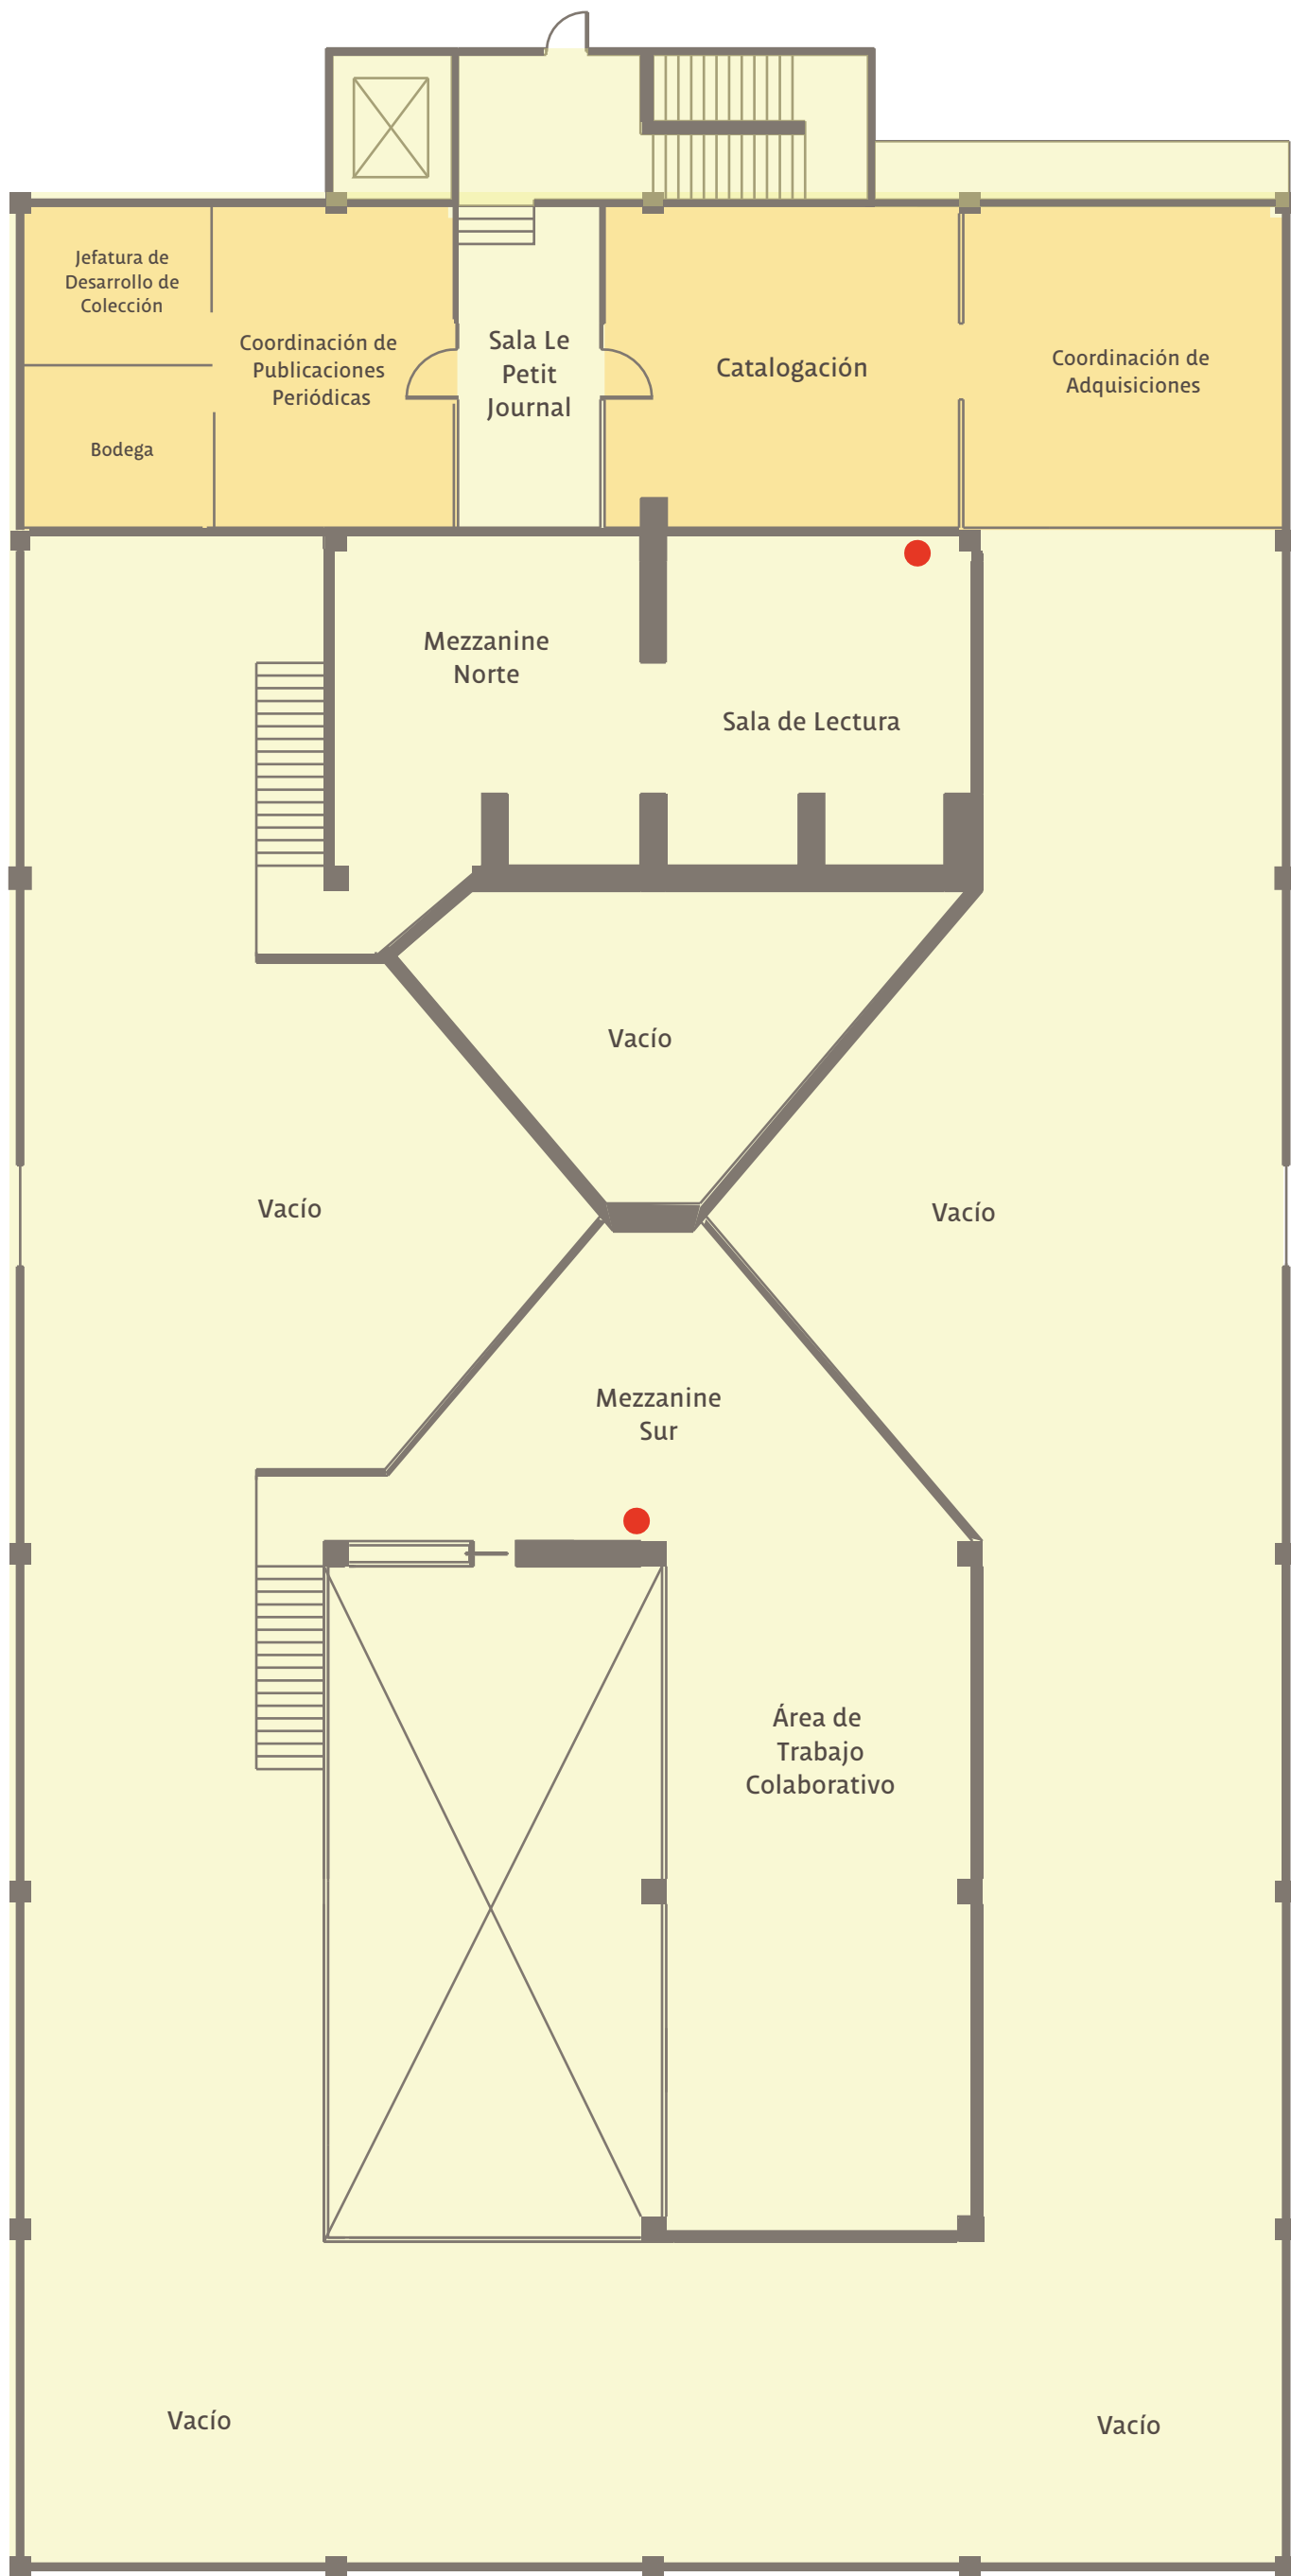 Jefatura de
Desarrollo de
Colección
Coordinación de
Publicaciones
Periódicas
Bodega
Sala Le
Petit
Journal
Catalogación
Coordinación de
Adquisiciones
Mezzanine
Norte
Sala de Lectura
Vacío
Vacío
Vacío
Mezzanine
Sur
Área de
Trabajo
Colaborativo
Vacío
Vacío